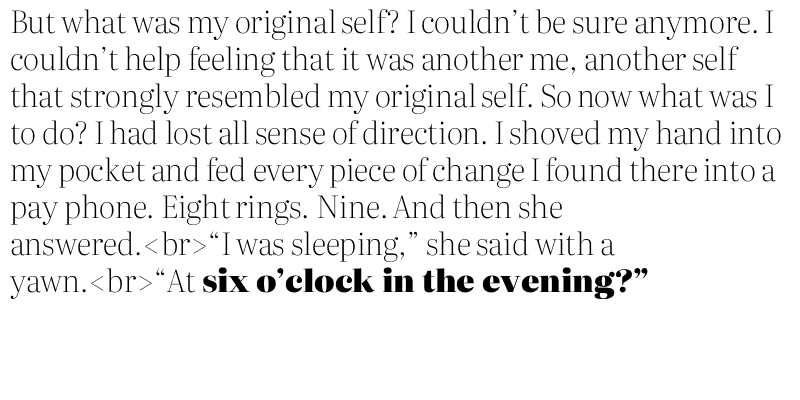 But what was my original self? I couldn’t be sure anymore. I
couldn’t help feeling that it was another me, another self
that strongly resembled my original self. So now what was I
to do? I had lost all sense of direction. I shoved my hand into
my pocket and fed every piece of change I found there into a
pay phone. Eight rings. Nine. And then she
answered.<br>“I was sleeping,” she said with a
yawn.<br>“At six o’clock in the evening?”